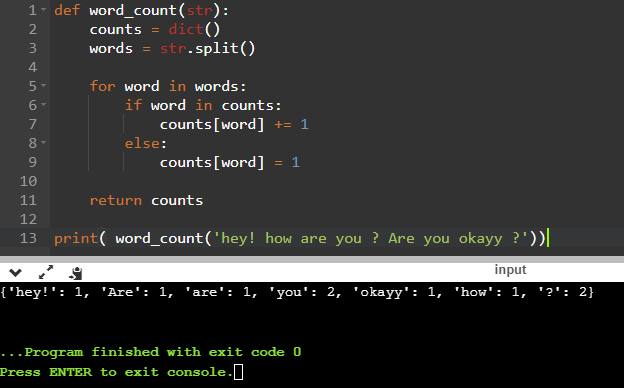 1 def word_count(str):
2     counts = dict()
3     words = str.split()
4
5     for word in words:
6         if word in counts:
7             counts[word] += 1
8         else:
9             counts[word] = 1
10
11     return counts
12
13 print( word_count('hey! how are you ? Are you okayy ?'))
input
{'hey!': 1, 'Are': 1, 'are': 1, 'you': 2, 'okayy': 1, 'how': 1, '?': 2}
...Program finished with exit code 0
Press ENTER to exit console.